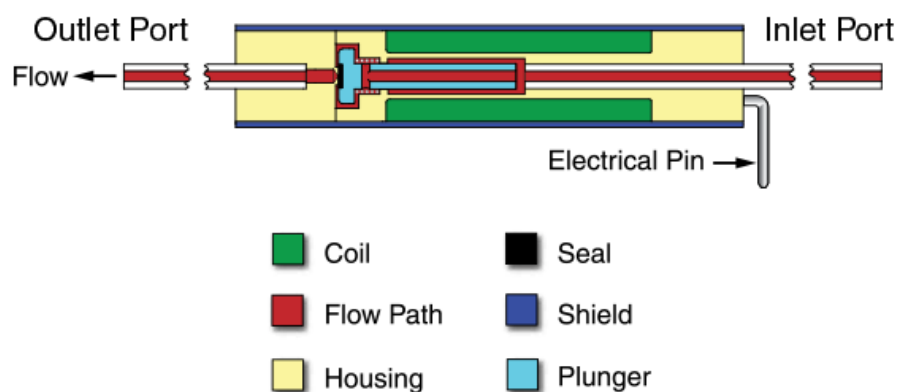 Outlet Port
Inlet Port
Flow
Electrical Pin
Coil
Seal
Flow Path
Shield
Housing
Plunger